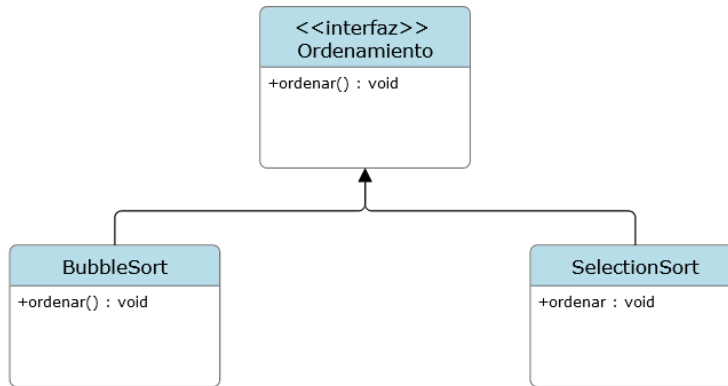 <<interfaz>>
Ordenamiento
+ordenar() : void
BubbleSort
+ordenar() : void
SelectionSort
+ordenar : void